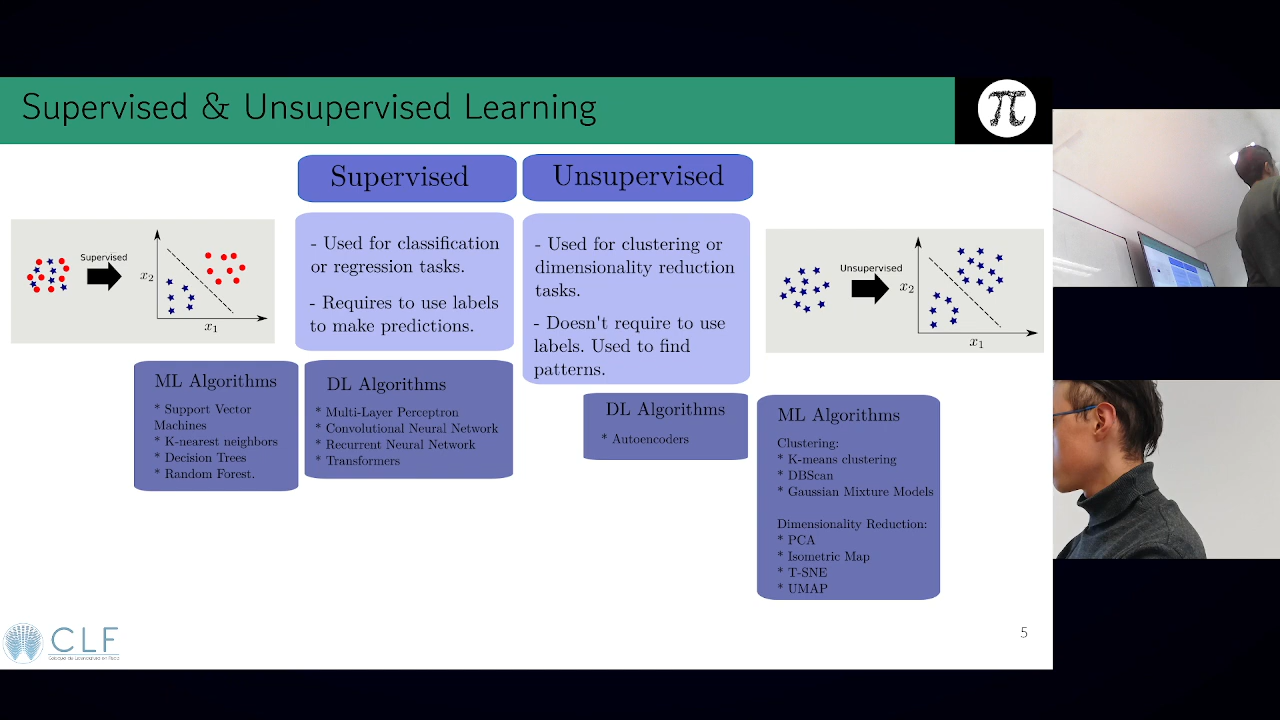 Supervised & Unsupervised Learning
π
Supervised
Unsupervised
- Used for classification
or regression tasks.
- Requires to use labels
to make predictions.
- Used for clustering or
dimensionality reduction
tasks.
- Doesn't require to use
labels. Used to find
patterns.
Supervised
x₂
x₁
Unsupervised
x₂
x₁
ML Algorithms
* Support Vector
Machines
* K-nearest neighbors
* Decision Trees
* Random Forest.
DL Algorithms
* Multi-Layer Perceptron
* Convolutional Neural Network
* Recurrent Neural Network
* Transformers
DL Algorithms
* Autoencoders
ML Algorithms
Clustering:
* K-means clustering
* DBScan
* Gaussian Mixture Models
Dimensionality Reduction:
* PCA
* Isometric Map
* T-SNE
* UMAP
CLF
5